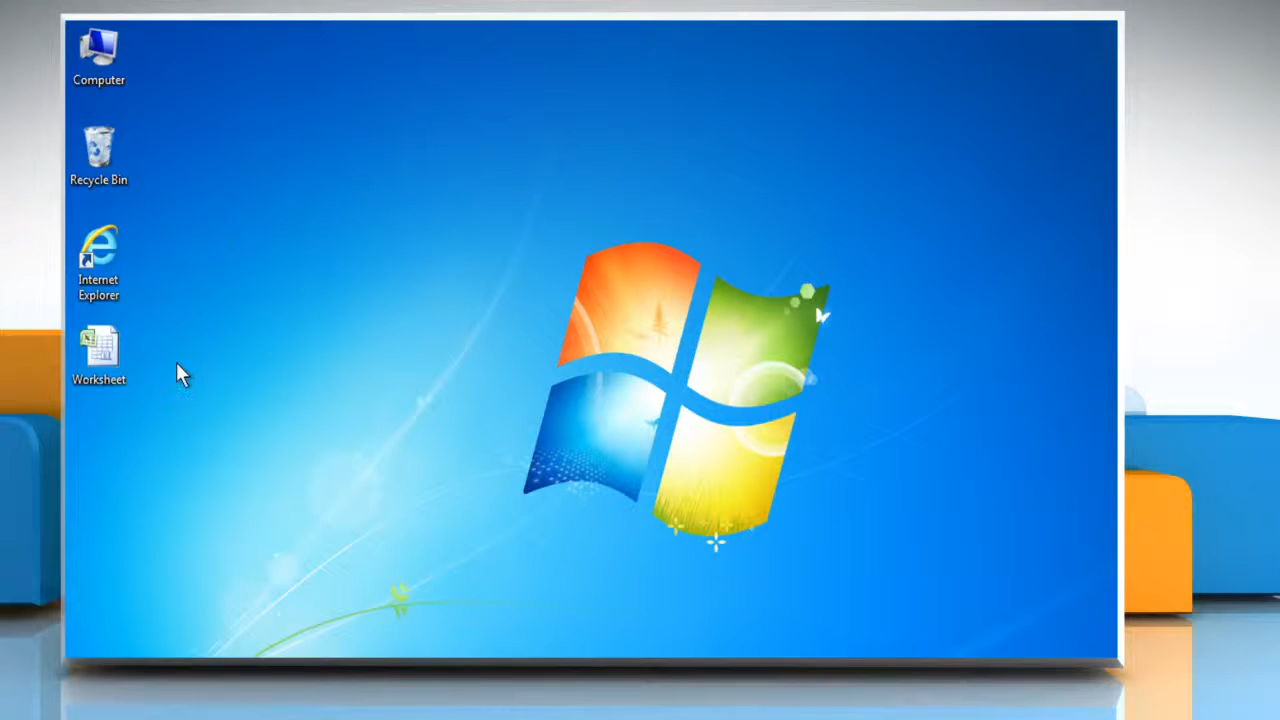 Computer
Recycle Bin
Internet
Explorer
Worksheet